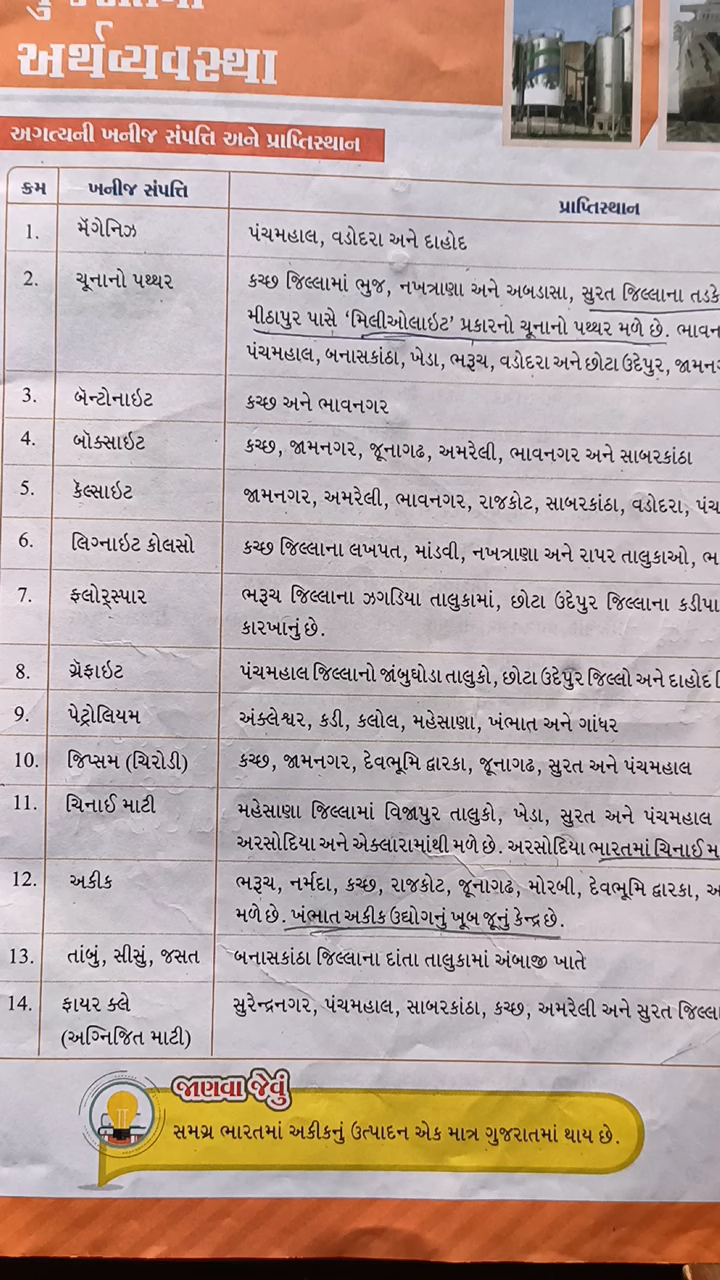 ગુજરાતની
અર્થવ્યવસ્થા
અગત્યની ખનીજ સંપત્તિ અને પ્રાપ્તિસ્થાન
ક્રમ ખનીજ સંપત્તિ પ્રાપ્તિસ્થાન
1. મૅંગેનિઝ પંચમહાલ, વડોદરા અને દાહોદ
2. ચૂનાનો પથ્થર કચ્છ જિલ્લામાં ભુજ, નખત્રાણા અને અબડાસા, સુરત જિલ્લાના તડકે
મીઠાપુર પાસે ‘મિલીઓલાઇટ’ પ્રકારનો ચૂનાનો પથ્થર મળે છે. ભાવન
પંચમહાલ, બનાસકાંઠા, ખેડા, ભરૂચ, વડોદરા અને છોટા ઉદેપુર, જામનગ
3. બૅન્ટોનાઇટ કચ્છ અને ભાવનગર
4. બૉક્સાઇટ કચ્છ, જામનગર, જૂનાગઢ, અમરેલી, ભાવનગર અને સાબરકાંઠા
5. કૅલ્સાઇટ જામનગર, અમરેલી, ભાવનગર, રાજકોટ, સાબરકાંઠા, વડોદરા, પંચ
6. લિગ્નાઇટ કોલસો કચ્છ જિલ્લાના લખપત, માંડવી, નખત્રાણા અને રાપર તાલુકાઓ, ભ
7. ફ્લોર્સ્પાર ભરૂચ જિલ્લાના ઝગડિયા તાલુકામાં, છોટા ઉદેપુર જિલ્લાના કડીપા
કારખાનું છે.
8. ગ્રૅફાઇટ પંચમહાલ જિલ્લાનો જાંબુઘોડા તાલુકો, છોટા ઉદેપુર જિલ્લો અને દાહોદ
9. પેટ્રોલિયમ અંકલેશ્વર, કડી, કલોલ, મહેસાણા, ખંભાત અને ગાંધર
10. જિપ્સમ (ચિરોડી) કચ્છ, જામનગર, દેવભૂમિ દ્વારકા, જૂનાગઢ, સુરત અને પંચમહાલ
11. ચિનાઈ માટી મહેસાણા જિલ્લામાં વિજાપુર તાલુકો, ખેડા, સુરત અને પંચમહાલ
અરસોદિયા અને એકલારામાંથી મળે છે. અરસોદિયા ભારતમાં ચિનાઈ મ
12. અકીક ભરૂચ, નર્મદા, કચ્છ, રાજકોટ, જૂનાગઢ, મોરબી, દેવભૂમિ દ્વારકા, અ
મળે છે. ખંભાત અકીક ઉદ્યોગનું ખૂબ જૂનું કેન્દ્ર છે.
13. તાંબું, સીસું, જસત બનાસકાંઠા જિલ્લાના દાંતા તાલુકામાં અંબાજી ખાતે
14. ફાયર ક્લે સુરેન્દ્રનગર, પંચમહાલ, સાબરકાંઠા, કચ્છ, અમરેલી અને સુરત જિલ્લા
(અગ્નિજિત માટી)
જાણવા જેવું
સમગ્ર ભારતમાં અકીકનું ઉત્પાદન એક માત્ર ગુજરાતમાં થાય છે.